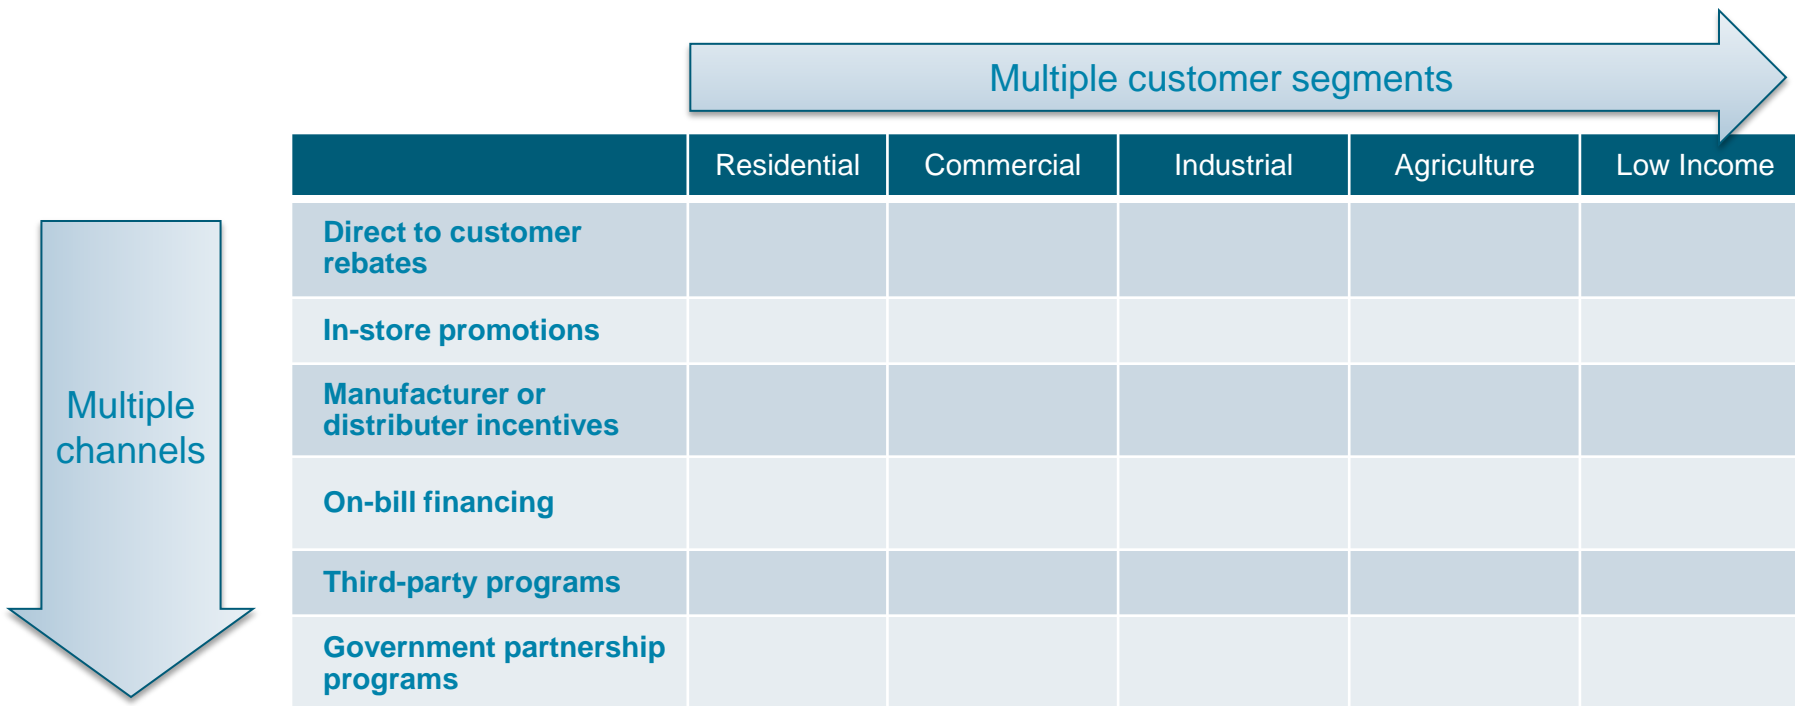 Multiple customer segments
Residential
Commercial
Industrial
Agriculture
Low Income
Multiple
channels
Direct to customer
rebates
In-store promotions
Manufacturer or
distributer incentives
On-bill financing
Third-party programs
Government partnership
programs